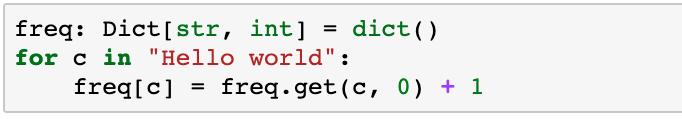 freq: Dict[str, int] = dict()
for c in "Hello world":
    freq[c] = freq.get(c, 0) + 1